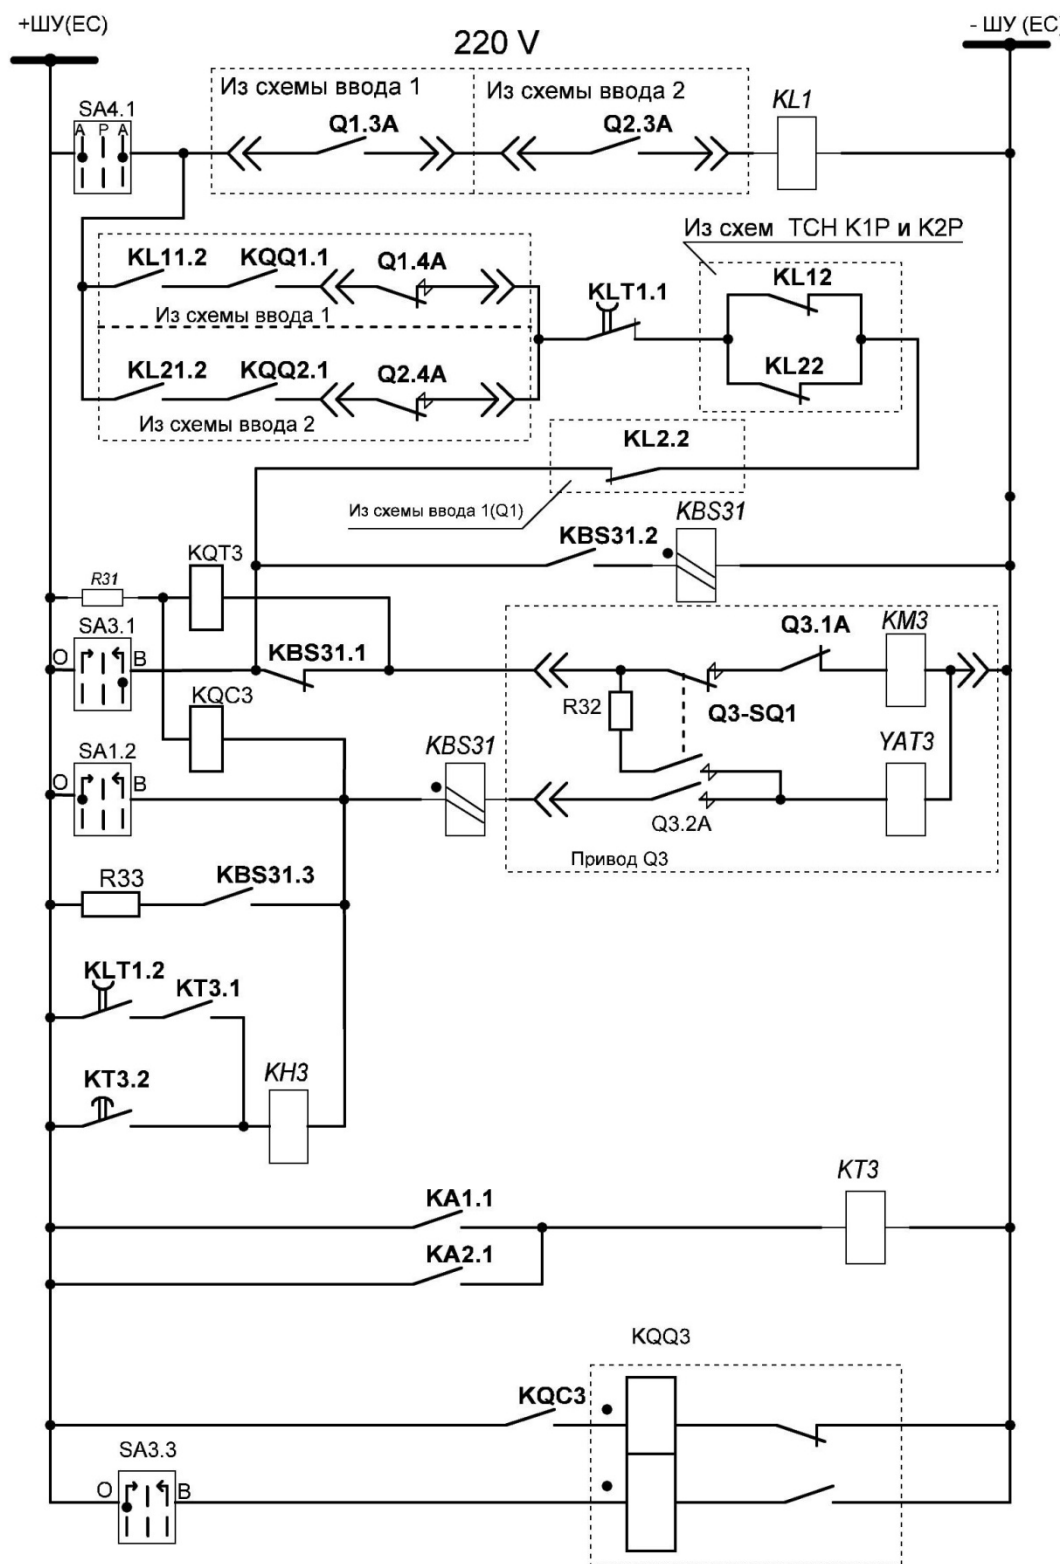 +ШУ(ЕС)
- ШУ (ЕС)
220 V
Из схемы ввода 1
Из схемы ввода 2
KL1
SA4.1
А Р А
Q1.3A
Q2.3A
Из схем ТСН К1Р и К2Р
KL11.2
KQQ1.1
Q1.4A
KLT1.1
KL12
Из схемы ввода 1
KL21.2
KQQ2.1
Q2.4A
KL22
Из схемы ввода 2
KL2.2
Из схемы ввода 1(Q1)
KBS31
KBS31.2
KQT3
R31
SA3.1
O
B
KBS31.1
Q3.1A
KM3
KQC3
R32
Q3-SQ1
KBS31
YAT3
SA1.2
O
B
Q3.2A
Привод Q3
R33
KBS31.3
KLT1.2
KT3.1
KT3.2
KH3
KA1.1
KT3
KA2.1
KQQ3
KQC3
SA3.3
O
B